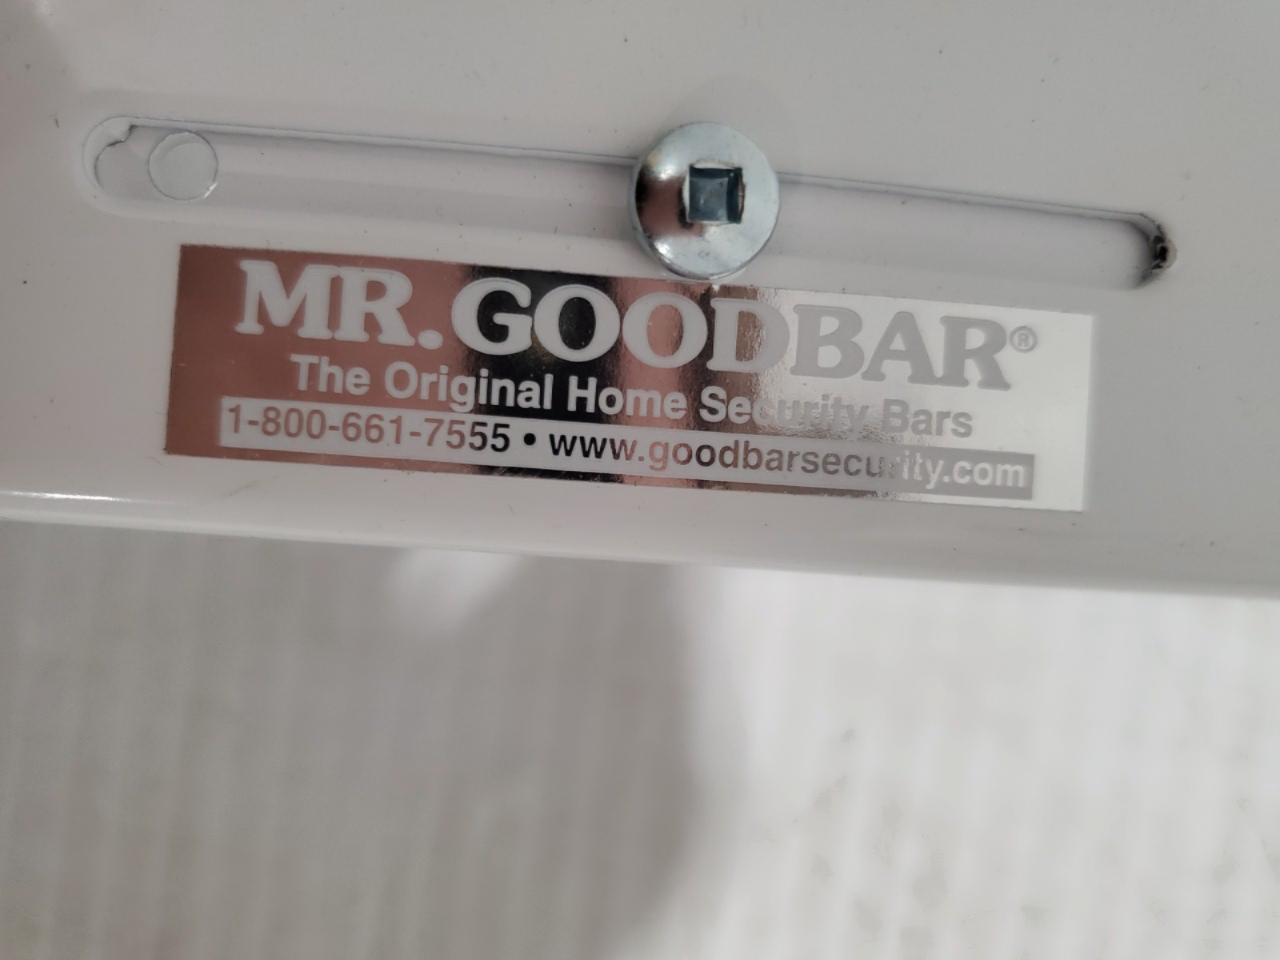 MR. GOODBAR®
The Original Home Security Bars
1-800-661-7555 • www.goodbarsecurity.com